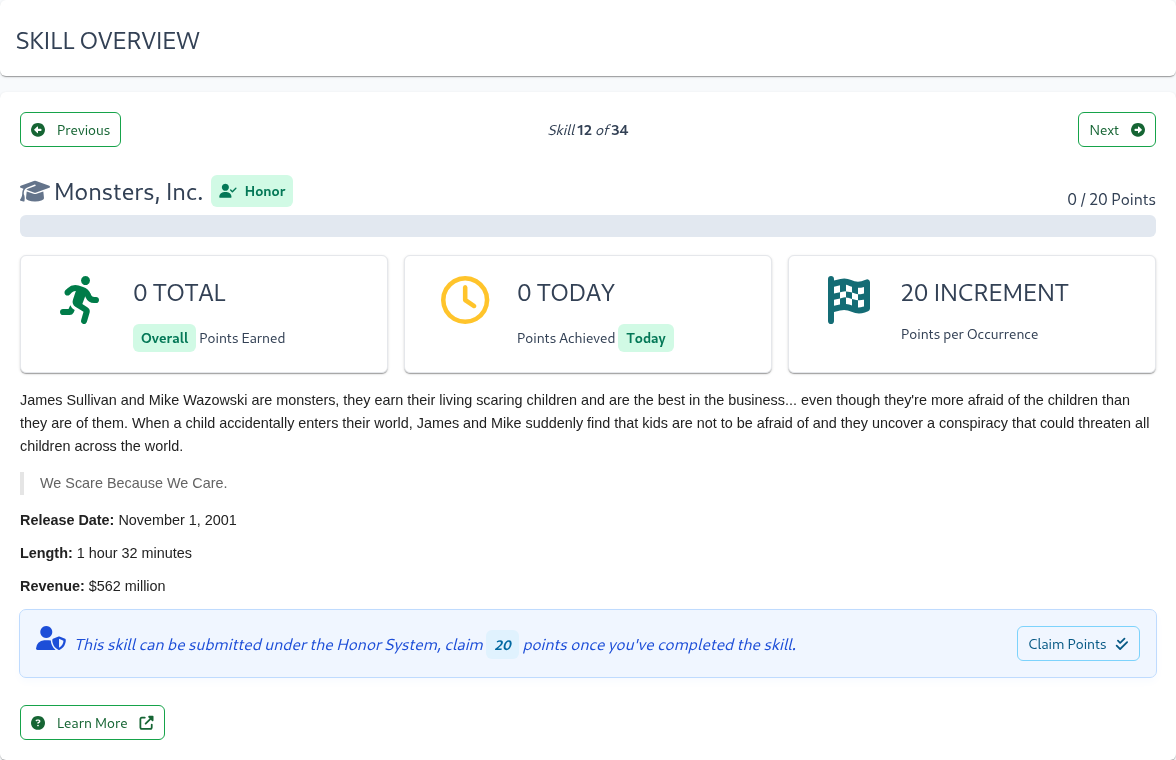 SKILL OVERVIEW
Previous
Skill 12 of 34
Next
Monsters, Inc.
Honor
0 / 20 Points
0 TOTAL
Overall Points Earned
0 TODAY
Points Achieved Today
20 INCREMENT
Points per Occurrence
James Sullivan and Mike Wazowski are monsters, they earn their living scaring children and are the best in the business... even though they're more afraid of the children than
they are of them. When a child accidentally enters their world, James and Mike suddenly find that kids are not to be afraid of and they uncover a conspiracy that could threaten all
children across the world.
We Scare Because We Care.
Release Date: November 1, 2001
Length: 1 hour 32 minutes
Revenue: $562 million
This skill can be submitted under the Honor System, claim 20 points once you've completed the skill.
Claim Points
Learn More